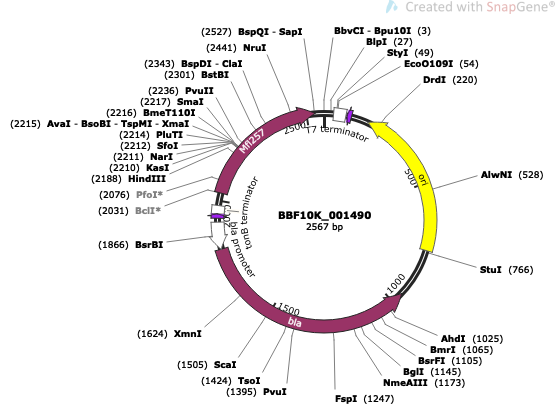 Created with SnapGene®
(2527) BspQI - SapI
(2441) NruI
(2343) BspDI - ClaI
(2301) BstBI
(2236) PvuII
(2217) SmaI
(2216) BmeT110I
(2215) AvaI - BsoBI - TspMI - XmaI
(2214) PluTI
(2212) SfoI
(2211) NarI
(2210) KasI
(2188) HindIII
(2076) PfoI*
(2031) BclI*
(1866) BsrBI
(1624) XmnI
(1505) ScaI
(1424) TsoI
(1395) PvuI
BbvCI - Bpu10I (3)
BlpI (27)
StyI (49)
EcoO109I (54)
DrdI (220)
AlwNI (528)
StuI (766)
AhdI (1025)
BmrI (1065)
BsrFI (1105)
BglI (1145)
NmeAIII (1173)
FspI (1247)
BBF10K_001490
2567 bp
T7 terminator
ori
bla
bla promoter
tonB terminator
Mfl257
500
1000
1500
2500